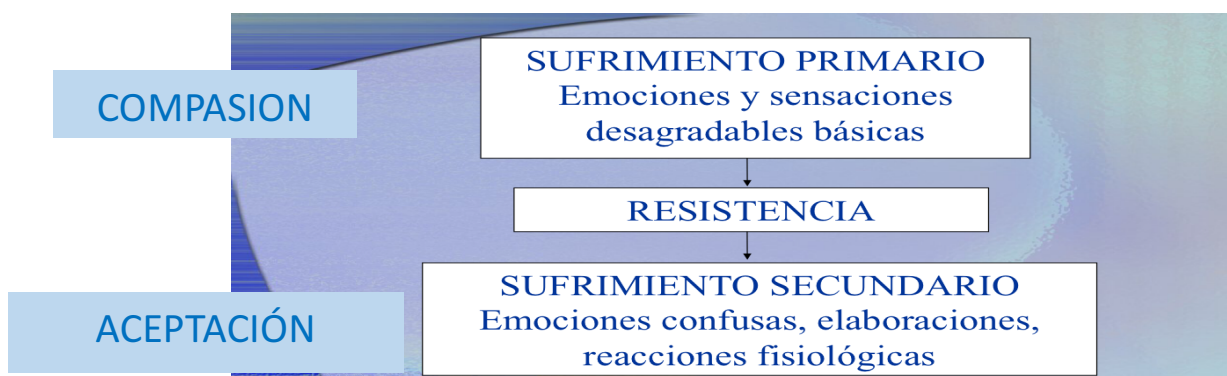 SUFRIMIENTO PRIMARIO
Emociones y sensaciones
desagradables básicas
COMPASION
RESISTENCIA
SUFRIMIENTO SECUNDARIO
Emociones confusas, elaboraciones,
reacciones fisiológicas
ACEPTACIÓN